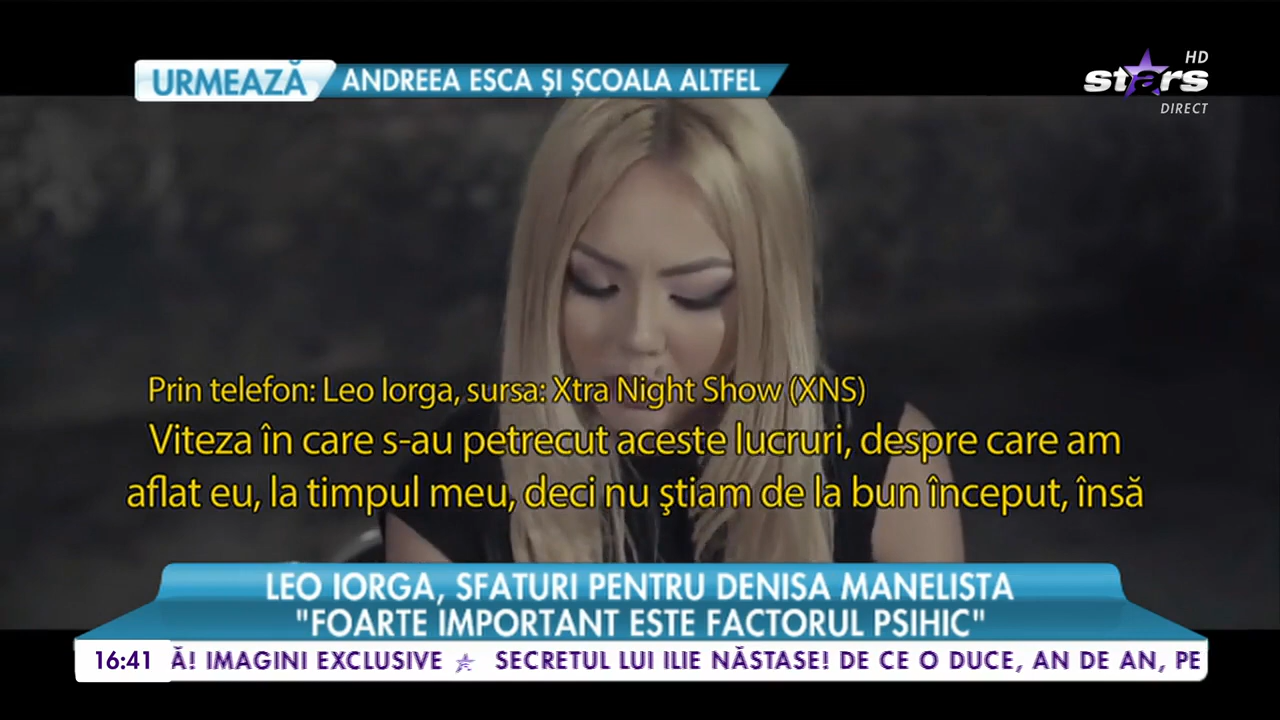 URMEAZĂ
ANDREEA ESCA ȘI ȘCOALA ALTFEL
HD
stars
DIRECT
Prin telefon: Leo Iorga, sursa: Xtra Night Show (XNS)
Viteza în care s-au petrecut aceste lucruri, despre care am
aflat eu, la timpul meu, deci nu ştiam de la bun început, însă
LEO IORGA, SFATURI PENTRU DENISA MANELISTA
"FOARTE IMPORTANT ESTE FACTORUL PSIHIC"
16:41 Ă! IMAGINI EXCLUSIVE SECRETUL LUI ILIE NĂSTASE! DE CE O DUCE, AN DE AN, PE